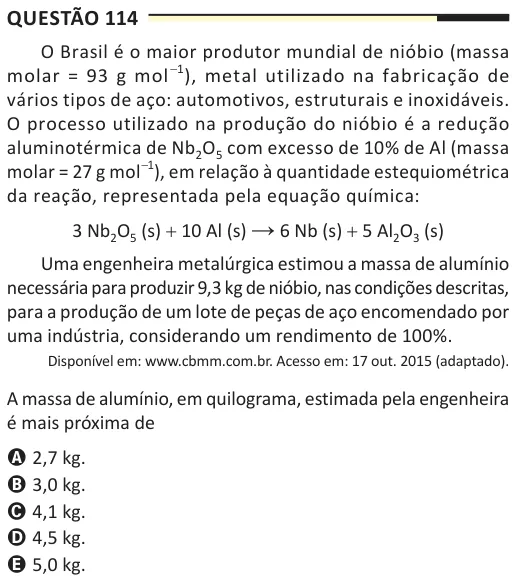 QUESTÃO 114
O Brasil é o maior produtor mundial de nióbio (massa
molar = 93 g mol⁻¹), metal utilizado na fabricação de
vários tipos de aço: automotivos, estruturais e inoxidáveis.
O processo utilizado na produção do nióbio é a redução
aluminotérmica de Nb₂O₅ com excesso de 10% de Al (massa
molar = 27 g mol⁻¹), em relação à quantidade estequiométrica
da reação, representada pela equação química:
3 Nb₂O₅ (s) + 10 Al (s) ⟶ 6 Nb (s) + 5 Al₂O₃ (s)
Uma engenheira metalúrgica estimou a massa de alumínio
necessária para produzir 9,3 kg de nióbio, nas condições descritas,
para a produção de um lote de peças de aço encomendado por
uma indústria, considerando um rendimento de 100%.
Disponível em: www.cbmm.com.br. Acesso em: 17 out. 2015 (adaptado).
A massa de alumínio, em quilograma, estimada pela engenheira
é mais próxima de
A 2,7 kg.
B 3,0 kg.
C 4,1 kg.
D 4,5 kg.
E 5,0 kg.